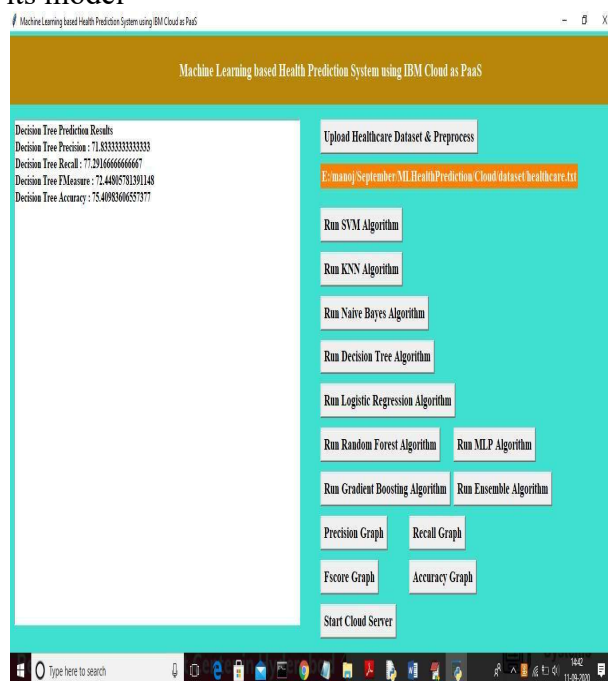 its model
Machine Learning based Health Prediction System using IBM Cloud as PaaS
Machine Learning based Health Prediction System using IBM Cloud as PaaS
Decision Tree Prediction Results
Decision Tree Precision : 71.83333333333333
Decision Tree Recall : 77.29166666666667
Decision Tree FMeasure : 72.44805781391148
Decision Tree Accuracy : 75.40983606557377
Upload Healthcare Dataset & Preprocess
E:/manoj/September/MLHealthPrediction/Cloud/dataset/healthcare.txt
Run SVM Algorithm
Run KNN Algorithm
Run Naive Bayes Algorithm
Run Decision Tree Algorithm
Run Logistic Regression Algorithm
Run Random Forest Algorithm Run MLP Algorithm
Run Gradient Boosting Algorithm Run Ensemble Algorithm
Precision Graph Recall Graph
Fscore Graph Accuracy Graph
Start Cloud Server
Type here to search
14:42
11-09-2020